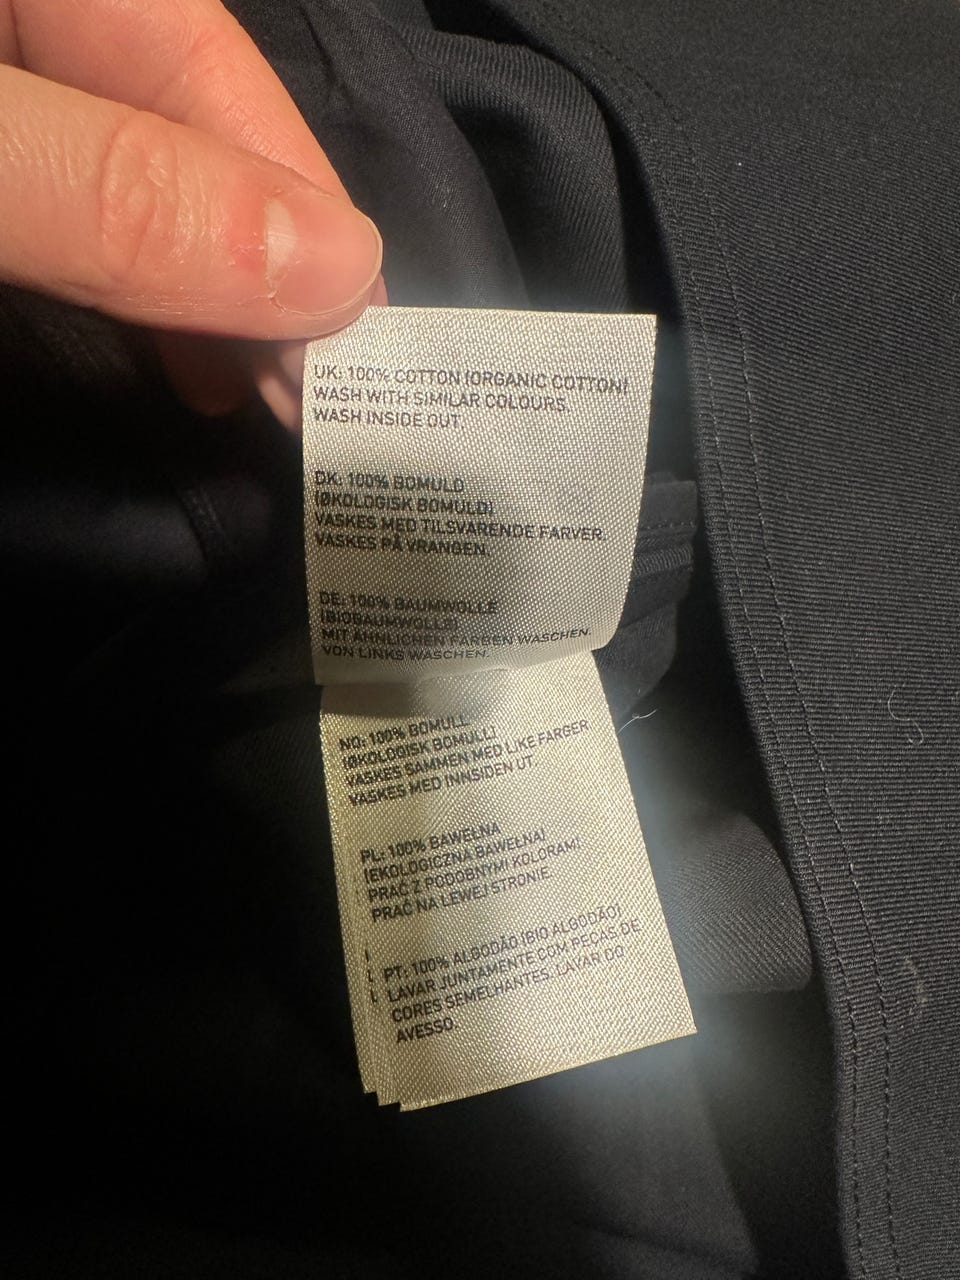 UK: 100% COTTON (ORGANIC COTTON)
WASH WITH SIMILAR COLOURS.
WASH INSIDE OUT.
DK: 100% BOMULD
(ØKOLOGISK BOMULD)
VASKES MED TILSVARENDE FARVER.
VASKES PÅ VRANGEN.
DE: 100% BAUMWOLLE
(BIOBAUMWOLLE)
MIT ÄHNLICHEN FARBEN WASCHEN.
VON LINKS WASCHEN.
NO: 100% BOMULL
(ØKOLOGISK BOMULL)
VASKES SAMMEN MED LIKE FARGER
VASKES MED INNSIDEN UT.
PL: 100% BAWEŁNA
(EKOLOGICZNA BAWEŁNA)
PRAĆ Z PODOBNYMI KOLORAMI
PRAĆ NA LEWEJ STRONIE.
PT: 100% ALGODÃO (BIO ALGODÃO)
LAVAR JUNTAMENTE COM PEÇAS DE
CORES SEMELHANTES. LAVAR DO
AVESSO.